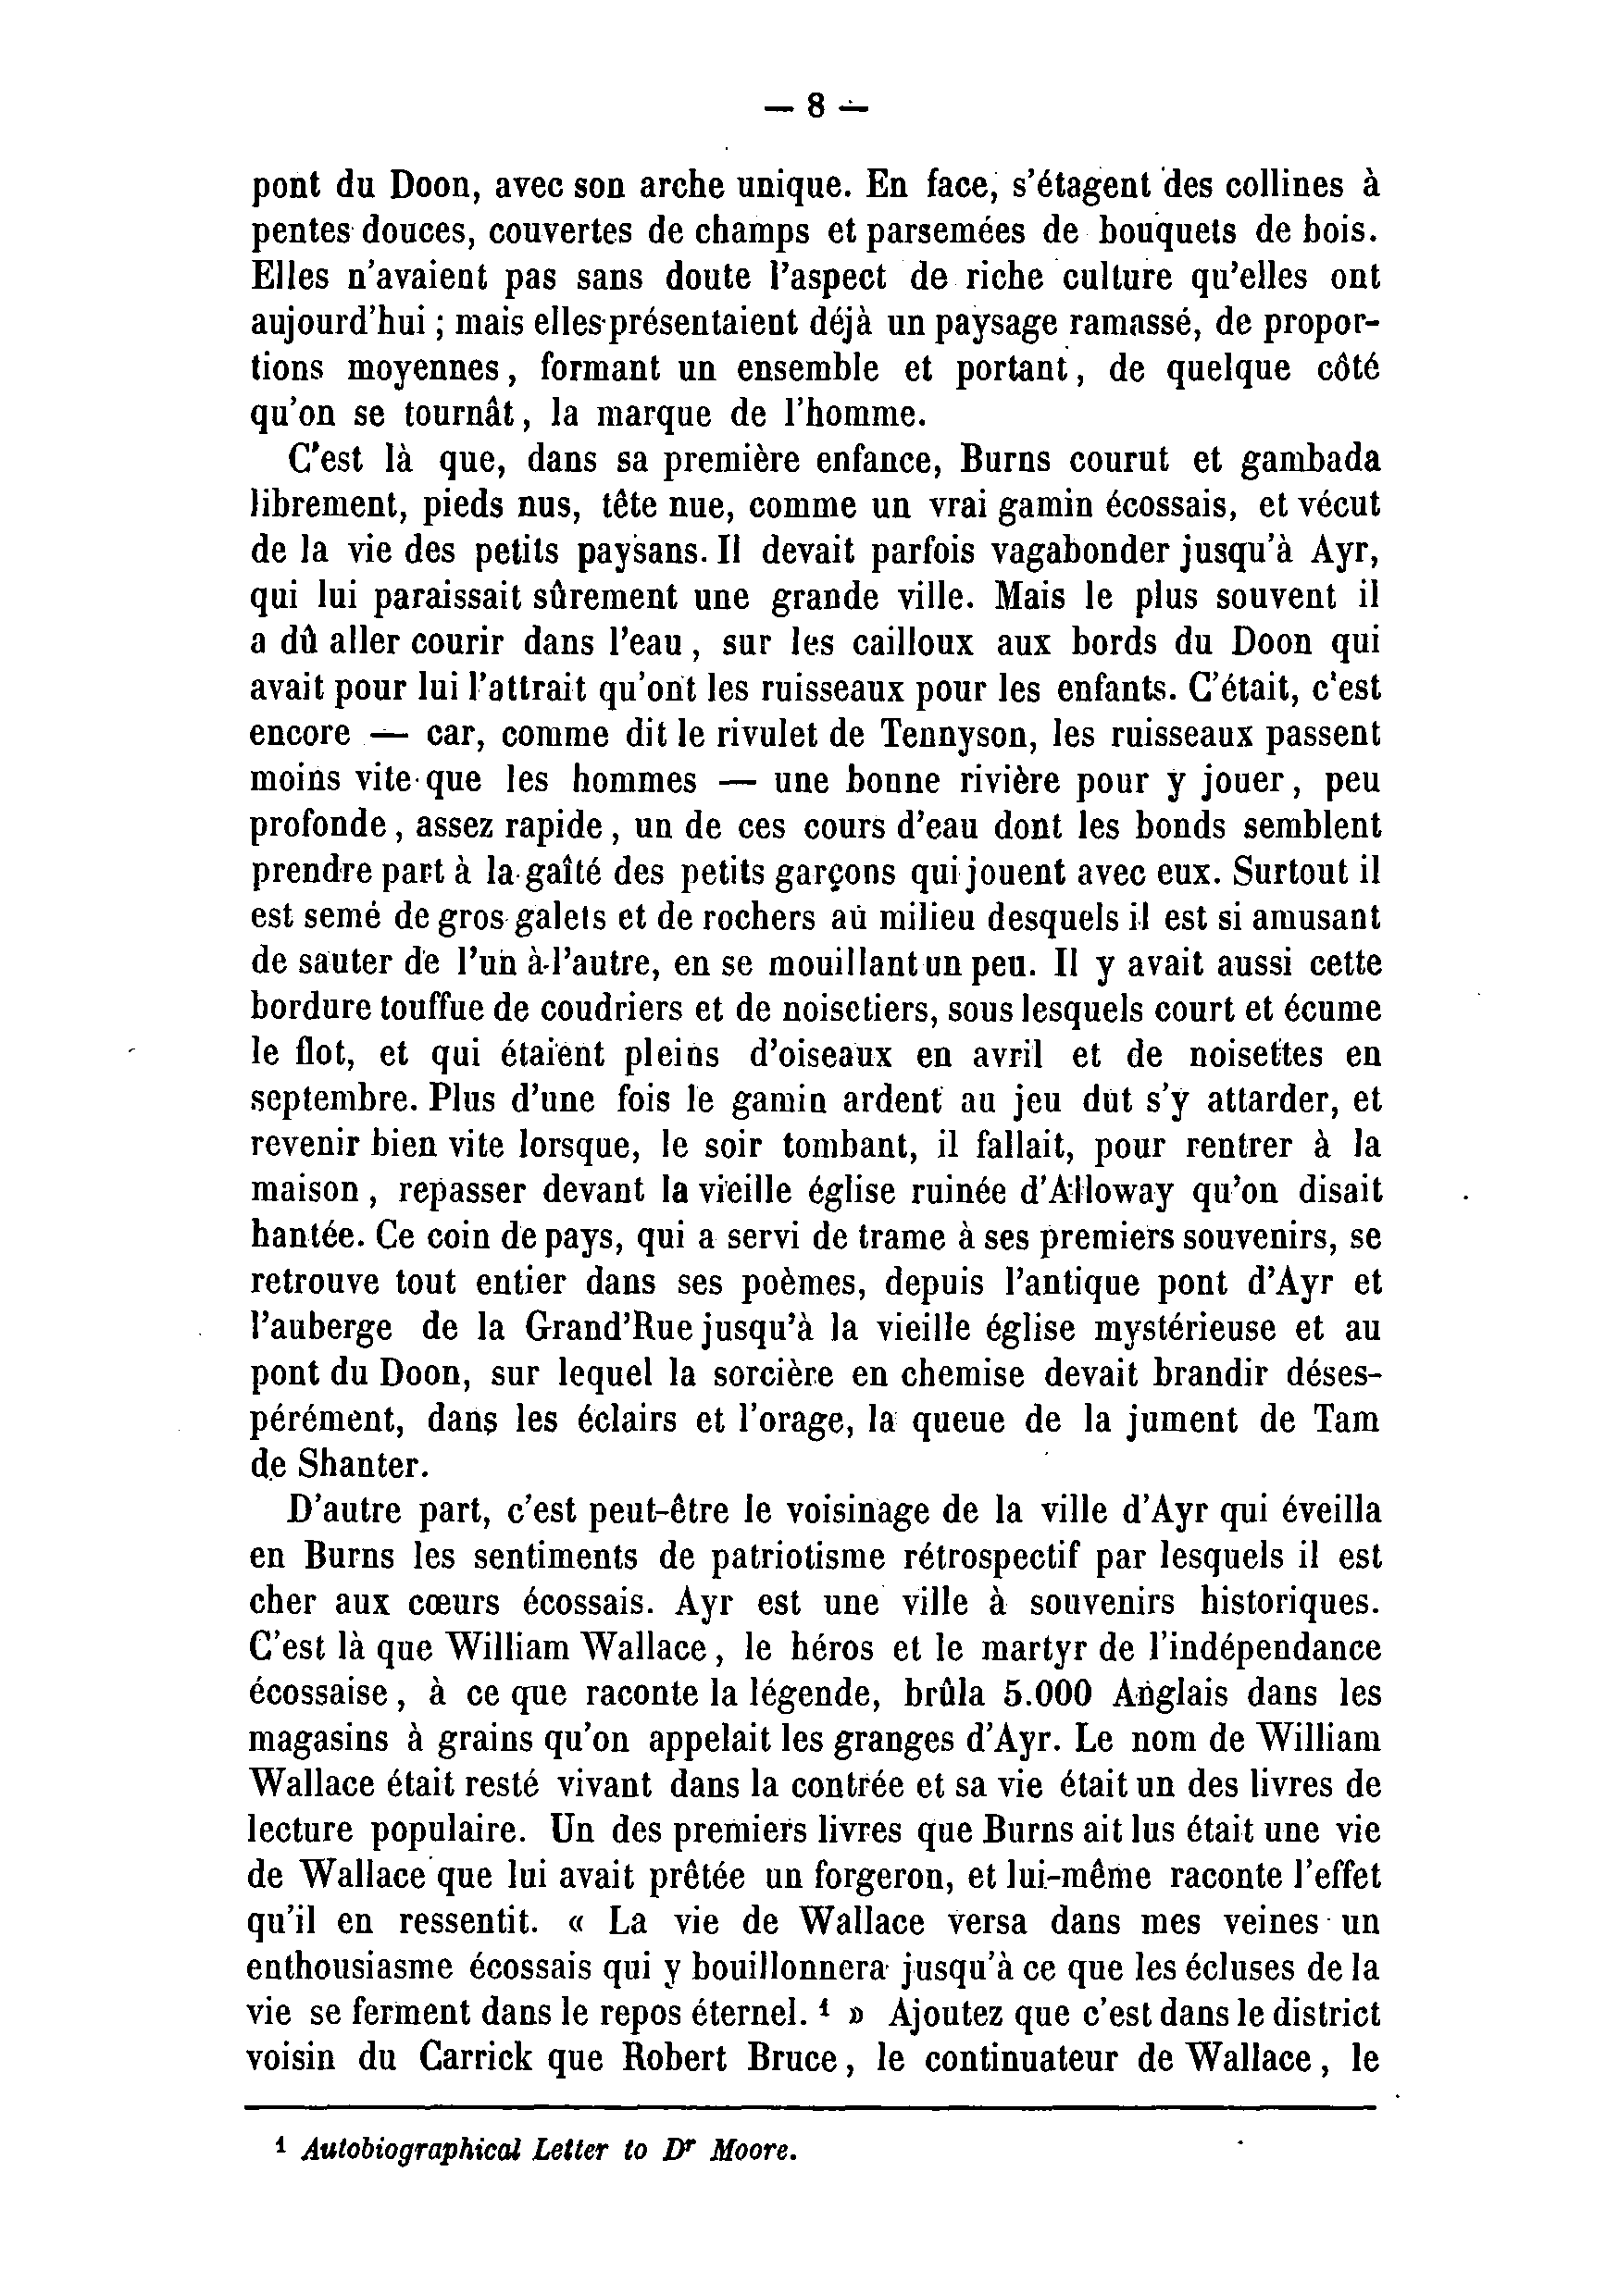 — 8 —
pont du Doon, avec son arche unique. En face, s'étagent des collines à
pentes douces, couvertes de champs et parsemées de bouquets de bois.
Elles n'avaient pas sans doute l'aspect de riche culture qu'elles ont
aujourd'hui ; mais elles présentaient déjà un paysage ramassé, de propor-
tions moyennes, formant un ensemble et portant, de quelque côté
qu'on se tournât, la marque de l'homme.
C'est là que, dans sa première enfance, Burns courut et gambada
librement, pieds nus, tête nue, comme un vrai gamin écossais, et vécut
de la vie des petits paysans. Il devait parfois vagabonder jusqu'à Ayr,
qui lui paraissait sûrement une grande ville. Mais le plus souvent il
a dû aller courir dans l'eau, sur les cailloux aux bords du Doon qui
avait pour lui l'attrait qu'ont les ruisseaux pour les enfants. C'était, c'est
encore — car, comme dit le rivulet de Tennyson, les ruisseaux passent
moins vite que les hommes — une bonne rivière pour y jouer, peu
profonde, assez rapide, un de ces cours d'eau dont les bonds semblent
prendre part à la gaîté des petits garçons qui jouent avec eux. Surtout il
est semé de gros galets et de rochers au milieu desquels il est si amusant
de sauter de l'un à l'autre, en se mouillant un peu. Il y avait aussi cette
bordure touffue de coudriers et de noisetiers, sous lesquels court et écume
le flot, et qui étaient pleins d'oiseaux en avril et de noisettes en
septembre. Plus d'une fois le gamin ardent au jeu dut s'y attarder, et
revenir bien vite lorsque, le soir tombant, il fallait, pour rentrer à la
maison, repasser devant la vieille église ruinée d'Alloway qu'on disait
hantée. Ce coin de pays, qui a servi de trame à ses premiers souvenirs, se
retrouve tout entier dans ses poèmes, depuis l'antique pont d'Ayr et
l'auberge de la Grand'Rue jusqu'à la vieille église mystérieuse et au
pont du Doon, sur lequel la sorcière en chemise devait brandir déses-
pérément, dans les éclairs et l'orage, la queue de la jument de Tam
de Shanter.
D'autre part, c'est peut-être le voisinage de la ville d'Ayr qui éveilla
en Burns les sentiments de patriotisme rétrospectif par lesquels il est
cher aux cœurs écossais. Ayr est une ville à souvenirs historiques.
C'est là que William Wallace, le héros et le martyr de l'indépendance
écossaise, à ce que raconte la légende, brûla 5.000 Anglais dans les
magasins à grains qu'on appelait les granges d'Ayr. Le nom de William
Wallace était resté vivant dans la contrée et sa vie était un des livres de
lecture populaire. Un des premiers livres que Burns ait lus était une vie
de Wallace que lui avait prêtée un forgeron, et lui-même raconte l'effet
qu'il en ressentit. « La vie de Wallace versa dans mes veines un
enthousiasme écossais qui y bouillonnera jusqu'à ce que les écluses de la
vie se ferment dans le repos éternel. ¹ » Ajoutez que c'est dans le district
voisin du Carrick que Robert Bruce, le continuateur de Wallace, le
¹ Autobiographical Letter to Dʳ Moore.